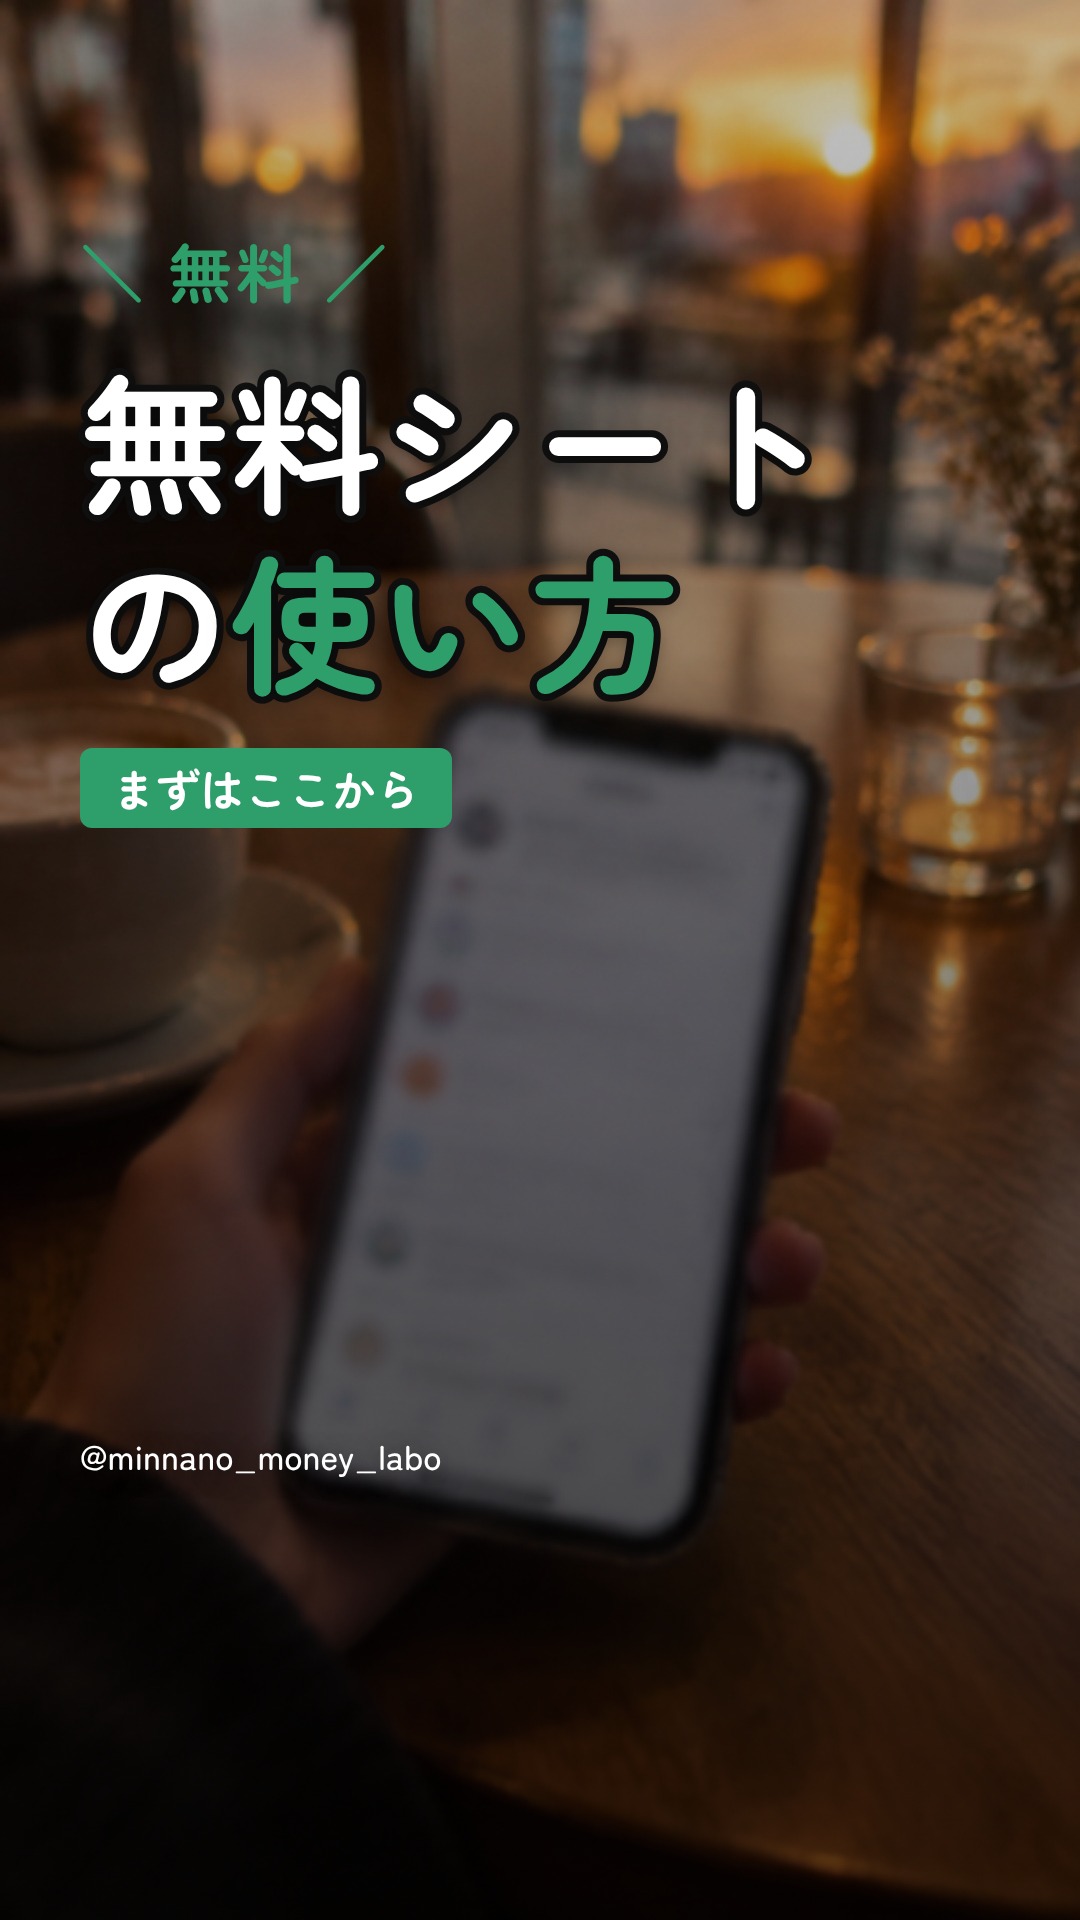 ＼ 無料 ／
無料シート
の使い方
まずはここから
@minnano_money_labo